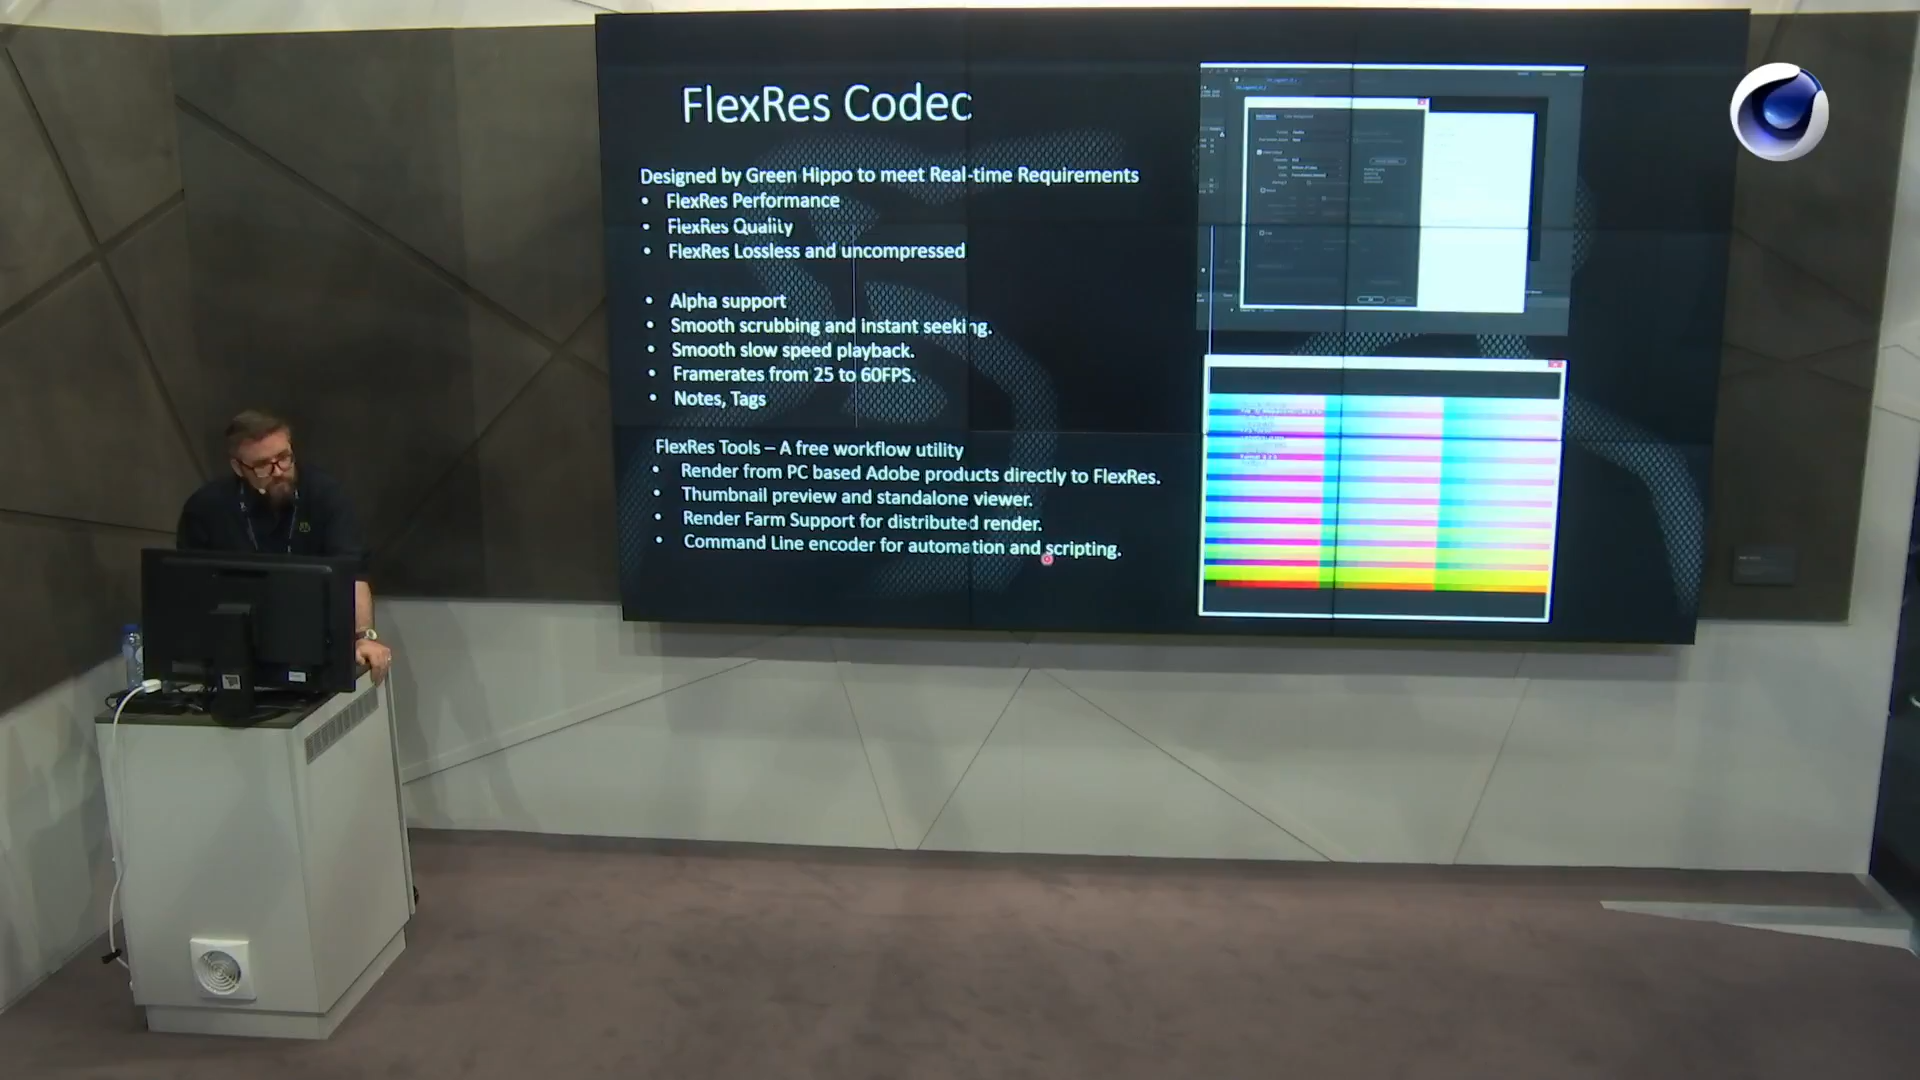 FlexRes Codec
Designed by Green Hippo to meet Real-time Requirements
• FlexRes Performance
• FlexRes Quality
• FlexRes Lossless and uncompressed
• Alpha support
• Smooth scrubbing and instant seeking.
• Smooth slow speed playback.
• Framerates from 25 to 60FPS.
• Notes, Tags
FlexRes Tools – A free workflow utility
• Render from PC based Adobe products directly to FlexRes.
• Thumbnail preview and standalone viewer.
• Render Farm Support for distributed render.
• Command Line encoder for automation and scripting.